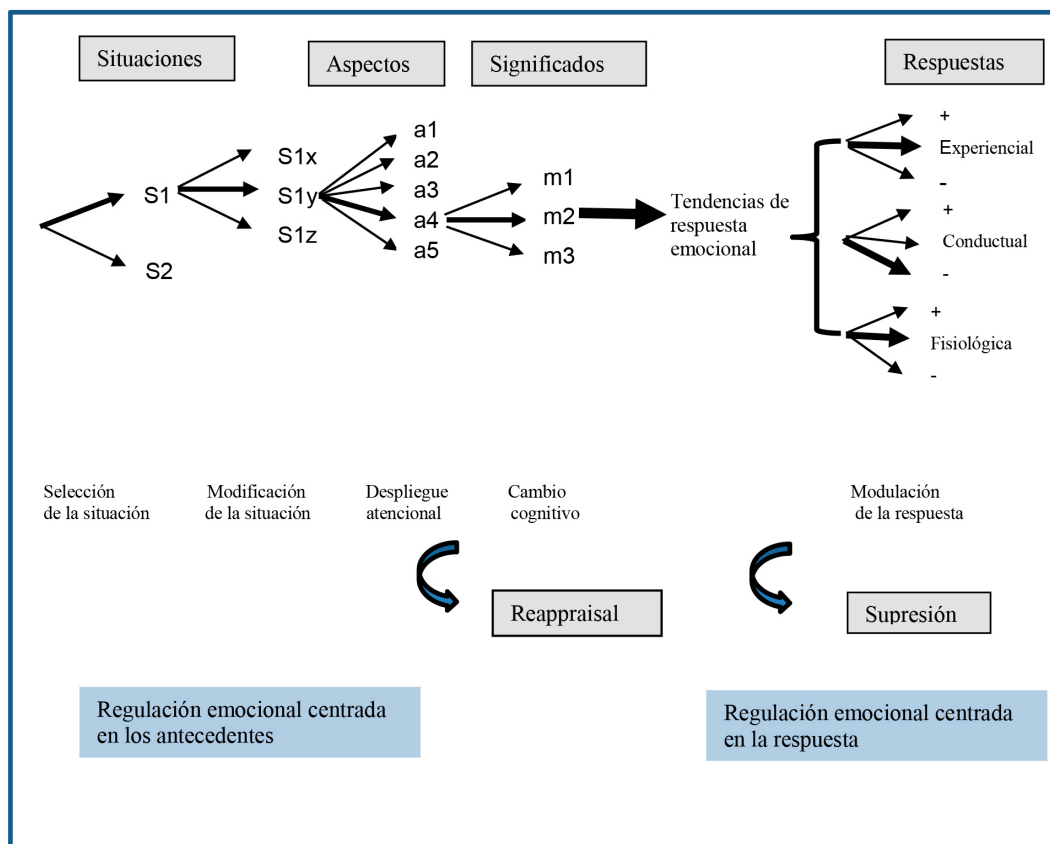 Situaciones
Aspectos
Significados
Respuestas
S1
S2
S1x
S1y
S1z
a1
a2
a3
a4
a5
m1
m2
m3
Tendencias de
respuesta
emocional
+
Experiencial
-
+
Conductual
-
+
Fisiológica
-
Selección
de la situación
Modificación
de la situación
Despliegue
atencional
Cambio
cognitivo
Modulación
de la respuesta
Reappraisal
Supresión
Regulación emocional centrada
en los antecedentes
Regulación emocional centrada
en la respuesta